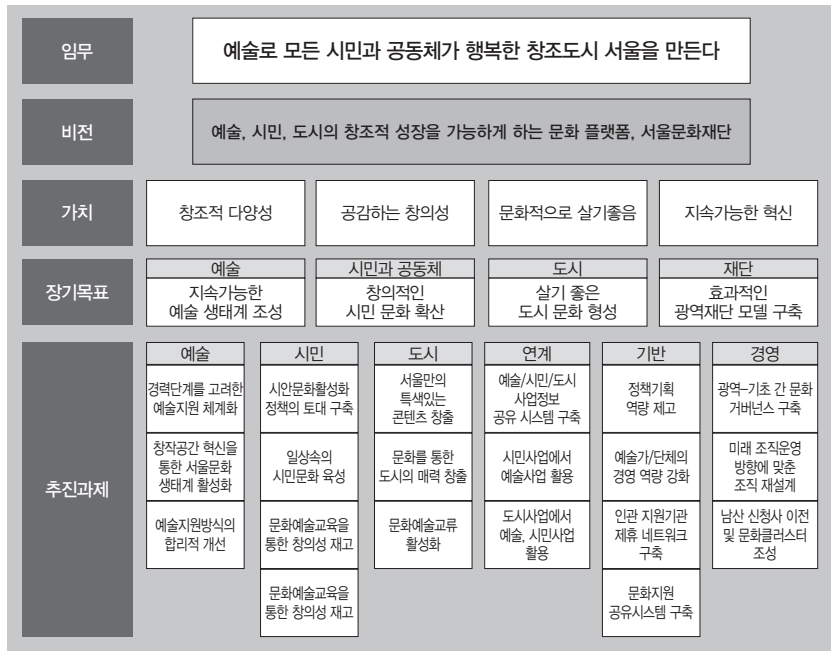 임무
예술로 모든 시민과 공동체가 행복한 창조도시 서울을 만든다
비전
예술, 시민, 도시의 창조적 성장을 가능하게 하는 문화 플랫폼, 서울문화재단
가치
창조적 다양성
공감하는 창의성
문화적으로 살기좋음
지속가능한 혁신
장기목표
예술
지속가능한
예술 생태계 조성
시민과 공동체
창의적인
시민 문화 확산
도시
살기 좋은
도시 문화 형성
재단
효과적인
광역재단 모델 구축
추진과제
예술
경력단계를 고려한
예술지원 체계화
창작공간 혁신을
통한 서울문화
생태계 활성화
예술지원방식의
합리적 개선
시민
시안문화활성화
정책의 토대 구축
일상속의
시민문화 육성
문화예술교육을
통한 창의성 재고
문화예술교육을
통한 창의성 재고
도시
서울만의
특색있는
콘텐츠 창출
문화를 통한
도시의 매력 창출
문화예술교류
활성화
연계
예술/시민/도시
사업정보
공유 시스템 구축
시민사업에서
예술사업 활용
도시사업에서
예술, 시민사업
활용
기반
정책기획
역량 제고
예술가/단체의
경영 역량 강화
인관 지원기관
제휴 네트워크
구축
문화지원
공유시스템 구축
경영
광역-기초 간 문화
거버넌스 구축
미래 조직운영
방향에 맞춘
조직 재설계
남산 신청사 이전
및 문화클러스터
조성